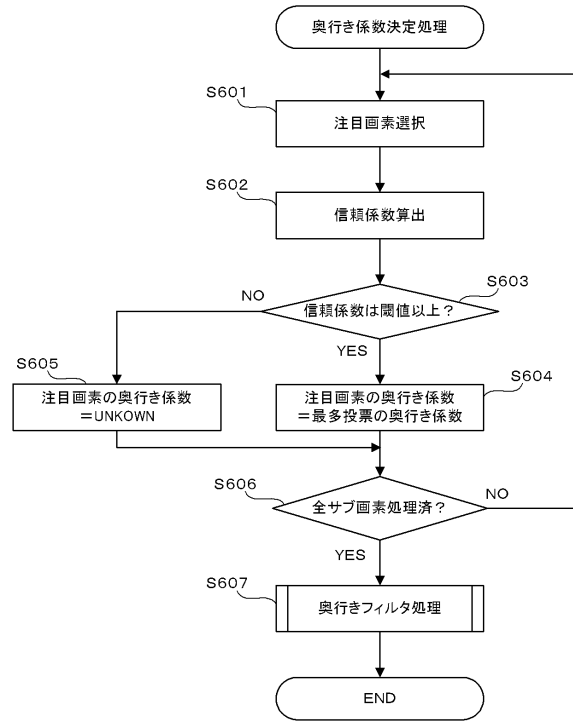 奥行き係数決定処理
S601
注目画素選択
S602
信頼係数算出
S603
信頼係数は閾値以上？
NO
YES
S605
注目画素の奥行き係数
＝UNKOWN
S604
注目画素の奥行き係数
＝最多投票の奥行き係数
S606
全サブ画素処理済？
NO
YES
S607
奥行きフィルタ処理
END